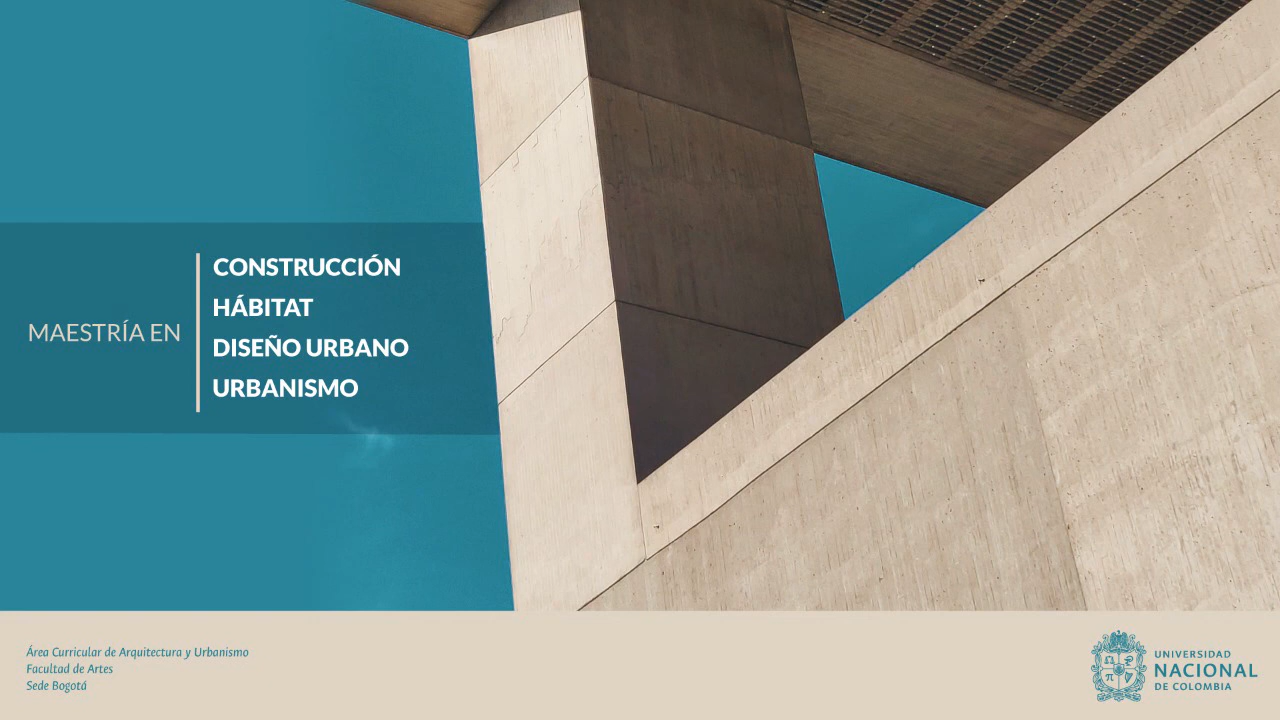 MAESTRÍA EN
CONSTRUCCIÓN
HÁBITAT
DISEÑO URBANO
URBANISMO
Área Curricular de Arquitectura y Urbanismo
Facultad de Artes
Sede Bogotá
UNIVERSIDAD
NACIONAL
DE COLOMBIA